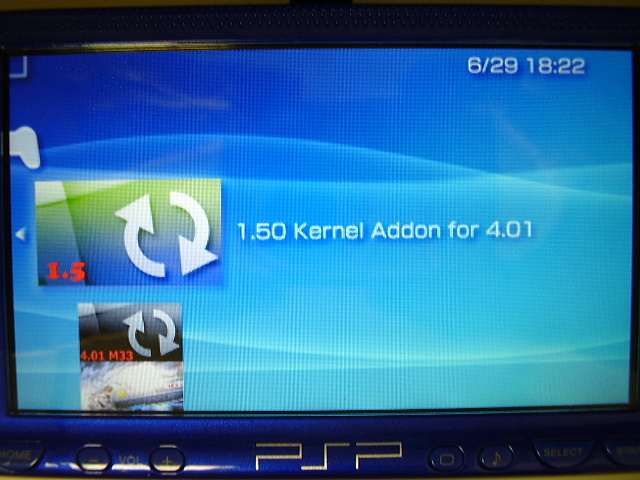 6/29 18:22
1.50 Kernel Addon for 4.01
1.5
4.01 M33
HOME
VOL
PSP
SELECT